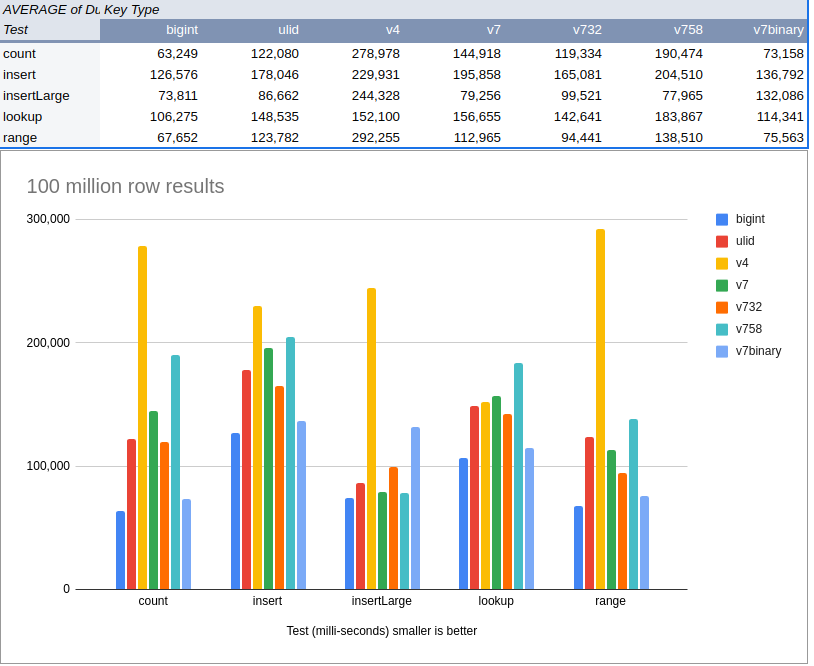 AVERAGE of Du Key Type
Test bigint ulid v4 v7 v732 v758 v7binary
count 63,249 122,080 278,978 144,918 119,334 190,474 73,158
insert 126,576 178,046 229,931 195,858 165,081 204,510 136,792
insertLarge 73,811 86,662 244,328 79,256 99,521 77,965 132,086
lookup 106,275 148,535 152,100 156,655 142,641 183,867 114,341
range 67,652 123,782 292,255 112,965 94,441 138,510 75,563
100 million row results
300,000
200,000
100,000
0
count insert insertLarge lookup range
Test (milli-seconds) smaller is better
bigint
ulid
v4
v7
v732
v758
v7binary